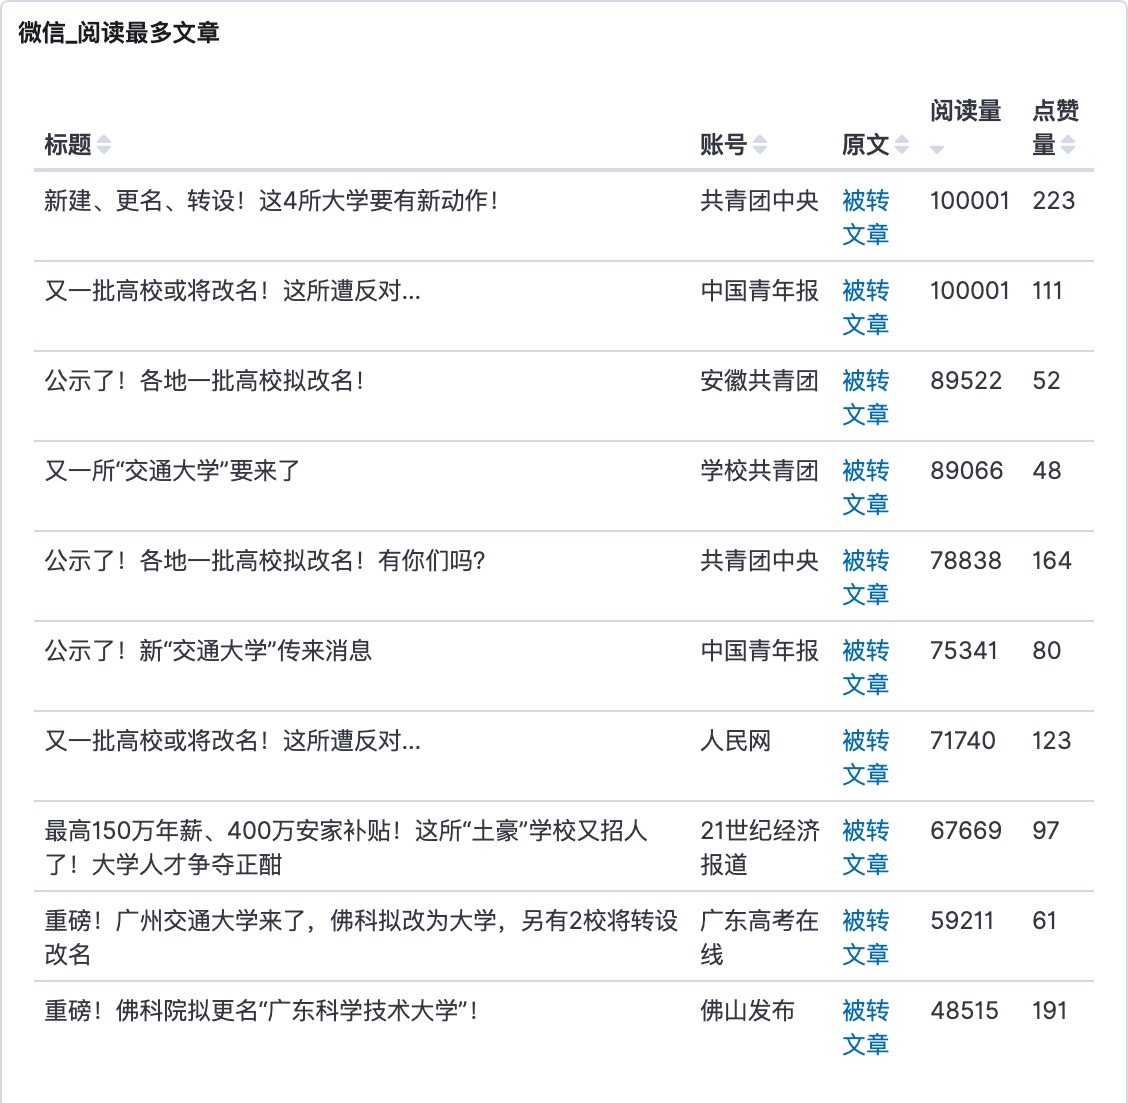 微信_阅读最多文章
标题 账号 原文 阅读量 点赞量
新建、更名、转设！这4所大学要有新动作！ 共青团中央 被转文章 100001 223
又一批高校或将改名！这所遭反对... 中国青年报 被转文章 100001 111
公示了！各地一批高校拟改名！ 安徽共青团 被转文章 89522 52
又一所“交通大学”要来了 学校共青团 被转文章 89066 48
公示了！各地一批高校拟改名！有你们吗? 共青团中央 被转文章 78838 164
公示了！新“交通大学”传来消息 中国青年报 被转文章 75341 80
又一批高校或将改名！这所遭反对... 人民网 被转文章 71740 123
最高150万年薪、400万安家补贴！这所“土豪”学校又招人了！大学人才争夺正酣 21世纪经济报道 被转文章 67669 97
重磅！广州交通大学来了，佛科拟改为大学，另有2校将转设改名 广东高考在线 被转文章 59211 61
重磅！佛科院拟更名“广东科学技术大学”！ 佛山发布 被转文章 48515 191